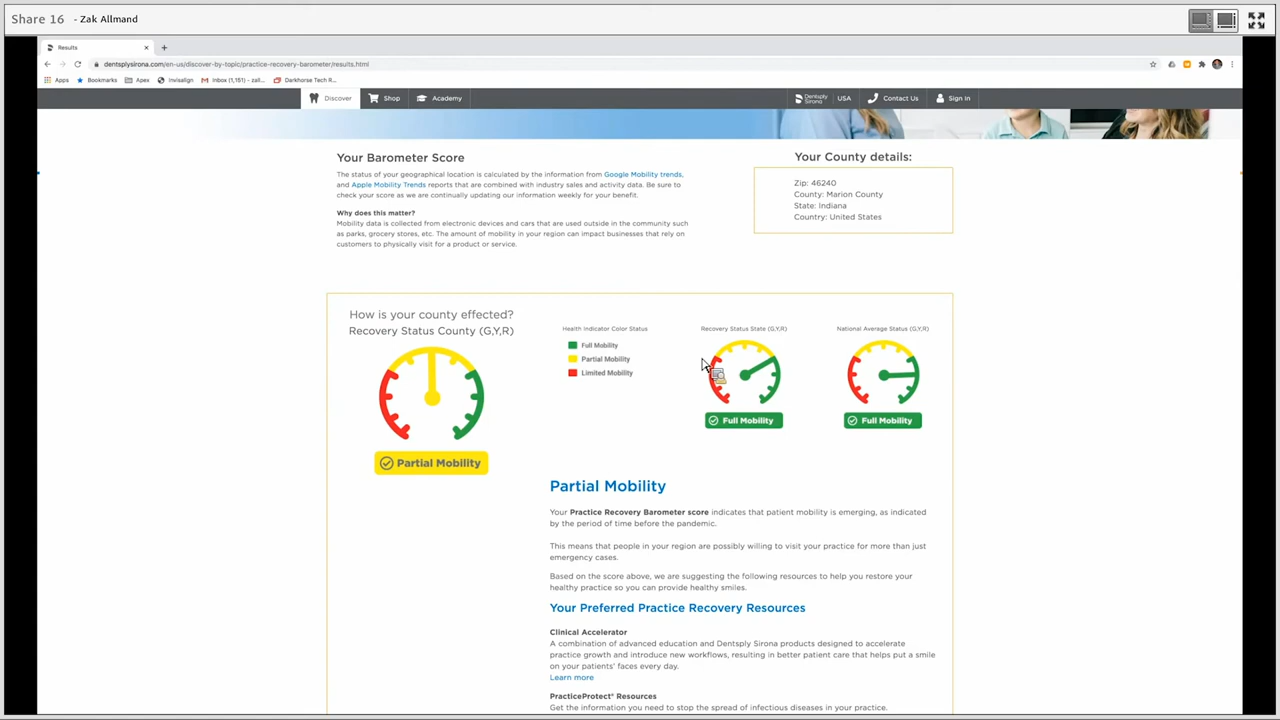 Share 16 - Zak Allmand
Results
dentsplysirona.com/en-us/discover-by-topic/practice-recovery-barometer/results.html
Apps Bookmarks Apex Invisalign Inbox (1,151) - zall... Darkhorse Tech R...
Discover Shop Academy Dentsply Sirona USA Contact Us Sign In
Your Barometer Score
The status of your geographical location is calculated by the information from Google Mobility trends,
and Apple Mobility Trends reports that are combined with industry sales and activity data. Be sure to
check your score as we are continually updating our information weekly for your benefit.
Why does this matter?
Mobility data is collected from electronic devices and cars that are used outside in the community such
as parks, grocery stores, etc. The amount of mobility in your region can impact businesses that rely on
customers to physically visit for a product or service.
Your County details:
Zip: 46240
County: Marion County
State: Indiana
Country: United States
How is your county effected?
Recovery Status County (G,Y,R)
Partial Mobility
Health Indicator Color Status
Full Mobility
Partial Mobility
Limited Mobility
Recovery Status State (G,Y,R)
Full Mobility
National Average Status (G,Y,R)
Full Mobility
Partial Mobility
Your Practice Recovery Barometer score indicates that patient mobility is emerging, as indicated
by the period of time before the pandemic.
This means that people in your region are possibly willing to visit your practice for more than just
emergency cases.
Based on the score above, we are suggesting the following resources to help you restore your
healthy practice so you can provide healthy smiles.
Your Preferred Practice Recovery Resources
Clinical Accelerator
A combination of advanced education and Dentsply Sirona products designed to accelerate
practice growth and introduce new workflows, resulting in better patient care that helps put a smile
on your patients' faces every day.
Learn more
PracticeProtect® Resources
Get the information you need to stop the spread of infectious diseases in your practice.